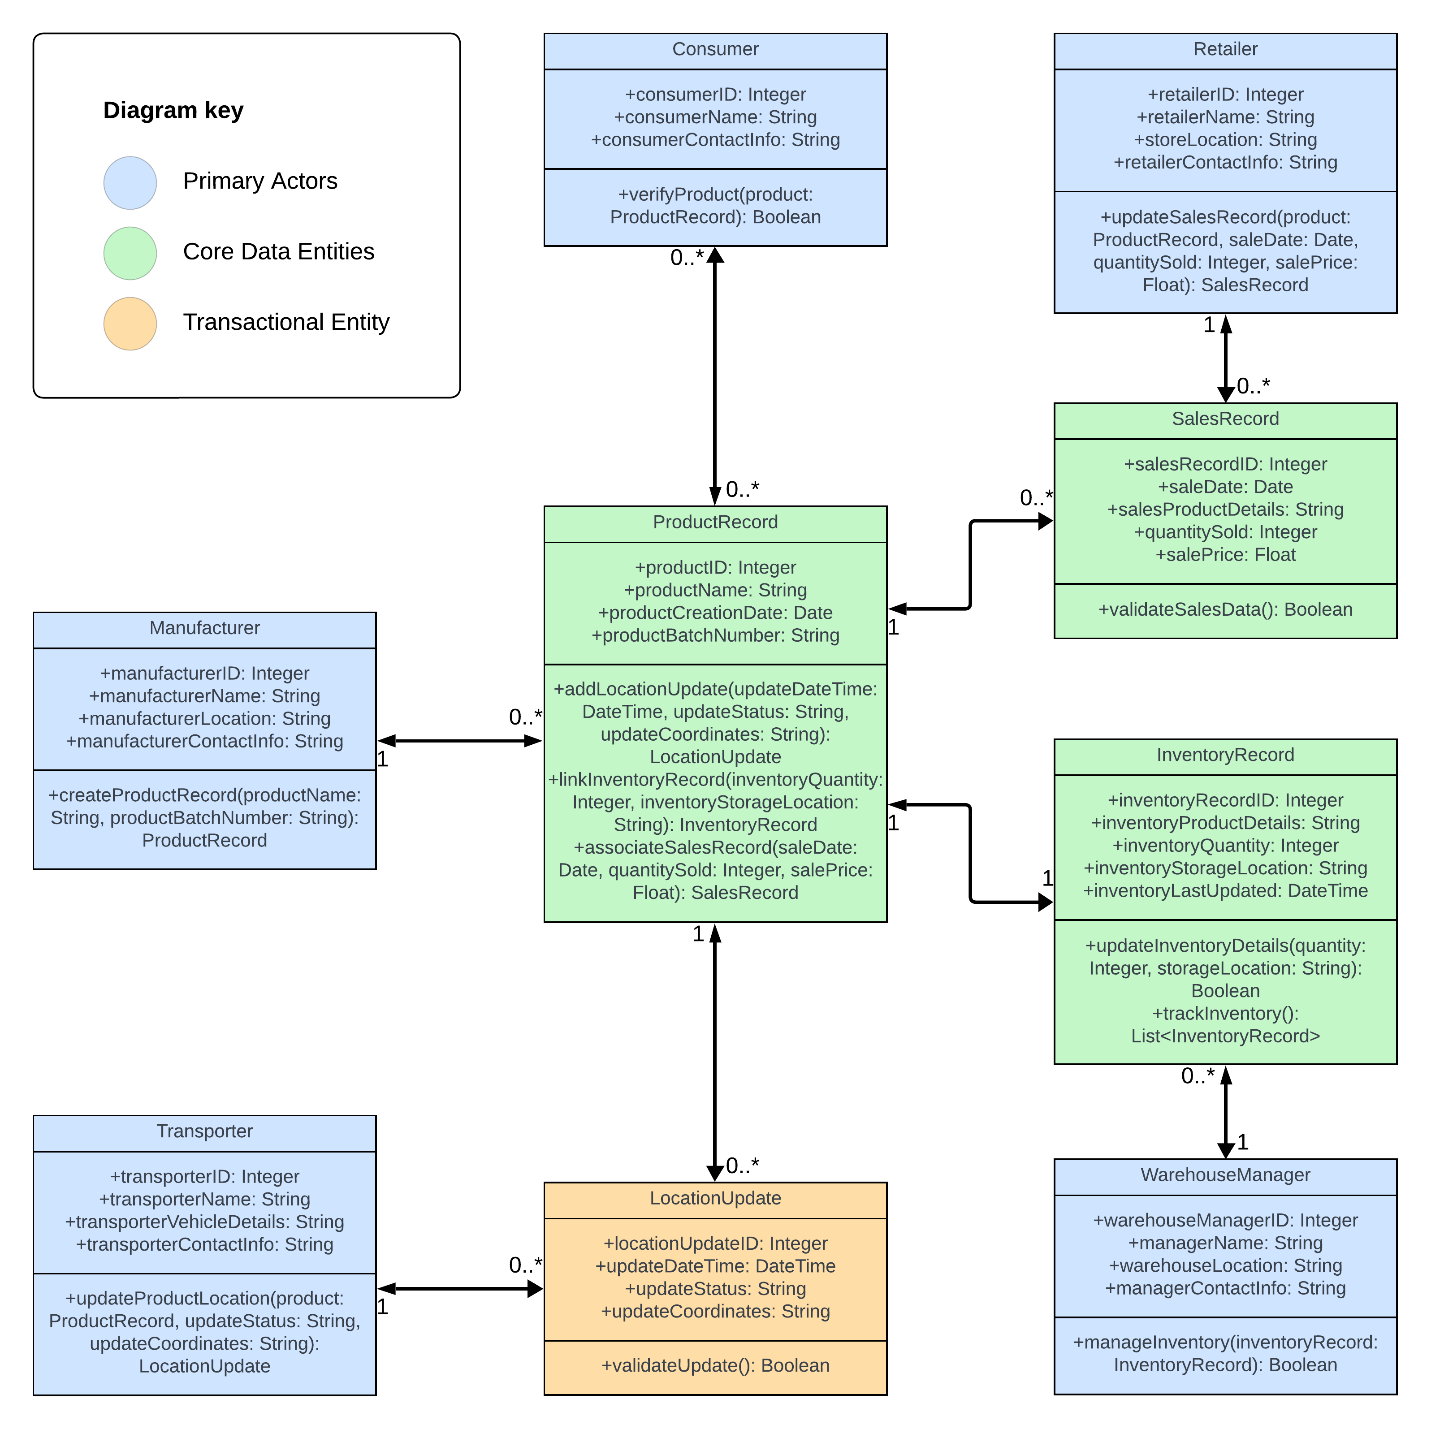 Diagram key
Primary Actors
Core Data Entities
Transactional Entity
Consumer
+consumerID: Integer
+consumerName: String
+consumerContactInfo: String
+verifyProduct(product:
ProductRecord): Boolean
0..*
0..*
Retailer
+retailerID: Integer
+retailerName: String
+storeLocation: String
+retailerContactInfo: String
+updateSalesRecord(product:
ProductRecord, saleDate: Date,
quantitySold: Integer, salePrice:
Float): SalesRecord
1
0..*
SalesRecord
+salesRecordID: Integer
+saleDate: Date
+salesProductDetails: String
+quantitySold: Integer
+salePrice: Float
+validateSalesData(): Boolean
0..*
1
ProductRecord
+productID: Integer
+productName: String
+productCreationDate: Date
+productBatchNumber: String
+addLocationUpdate(updateDateTime:
DateTime, updateStatus: String,
updateCoordinates: String):
LocationUpdate
+linkInventoryRecord(inventoryQuantity:
Integer, inventoryStorageLocation:
String): InventoryRecord
+associateSalesRecord(saleDate:
Date, quantitySold: Integer, salePrice:
Float): SalesRecord
Manufacturer
+manufacturerID: Integer
+manufacturerName: String
+manufacturerLocation: String
+manufacturerContactInfo: String
+createProductRecord(productName:
String, productBatchNumber: String):
ProductRecord
0..*
1
1
1
InventoryRecord
+inventoryRecordID: Integer
+inventoryProductDetails: String
+inventoryQuantity: Integer
+inventoryStorageLocation: String
+inventoryLastUpdated: DateTime
+updateInventoryDetails(quantity:
Integer, storageLocation: String):
Boolean
+trackInventory():
List<InventoryRecord>
0..*
1
1
0..*
Transporter
+transporterID: Integer
+transporterName: String
+transporterVehicleDetails: String
+transporterContactInfo: String
+updateProductLocation(product:
ProductRecord, updateStatus: String,
updateCoordinates: String):
LocationUpdate
0..*
1
LocationUpdate
+locationUpdateID: Integer
+updateDateTime: DateTime
+updateStatus: String
+updateCoordinates: String
+validateUpdate(): Boolean
WarehouseManager
+warehouseManagerID: Integer
+managerName: String
+warehouseLocation: String
+managerContactInfo: String
+manageInventory(inventoryRecord:
InventoryRecord): Boolean